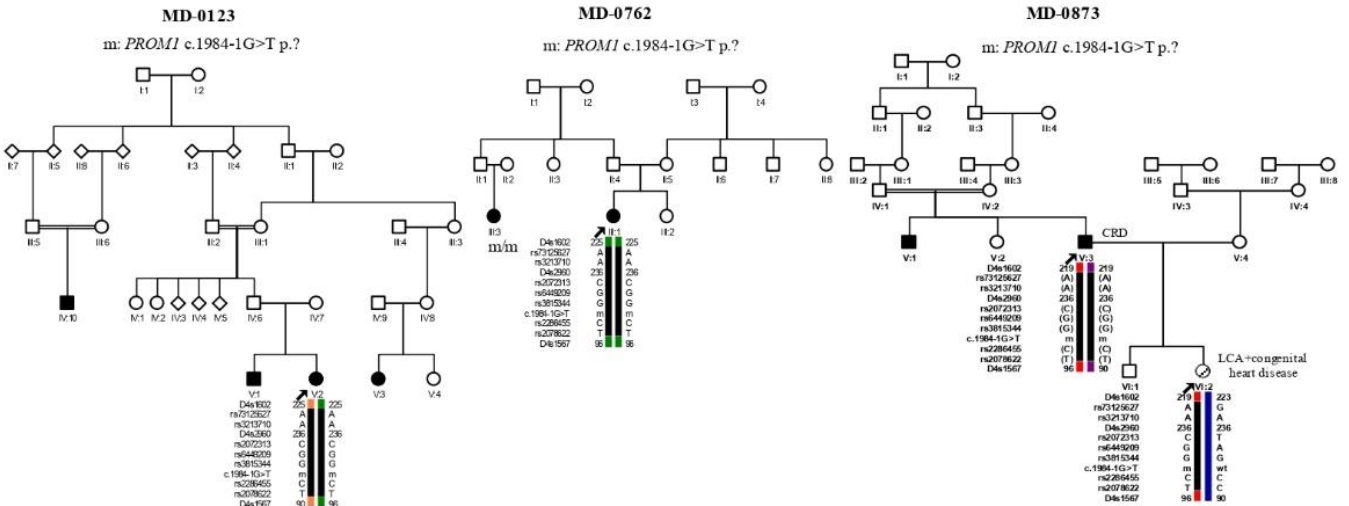 MD-0123
m: PROM1 c.1984-1G>T p.?
I:1 I:2
II:7 II:5 II:8 II:6 II:3 II:4 II:1 II:2
III:5 III:6 III:2 III:1 III:4 III:3
IV:10 IV:1 IV:2 IV:3 IV:4 IV:5 IV:6 IV:7 IV:9 IV:8
V:1 V:2 V:3 V:4
D4s1602 225 225
rs73125627 A A
rs3213710 A A
D4s2960 236 236
rs2072313 C C
rs6449209 G G
rs3815344 G G
c.1984-1G>T m m
rs2286455 C C
rs2078622 T T
D4s1567 90 96
MD-0762
m: PROM1 c.1984-1G>T p.?
I:1 I:2 I:3 I:4
II:1 II:2 II:3 II:4 II:5 II:6 II:7 II:8
III:3 III:1 III:2
m/m
D4s1602 225 225
rs73125627 A A
rs3213710 A A
D4s2960 236 236
rs2072313 C C
rs6449209 G G
rs3815344 G G
c.1984-1G>T m m
rs2286455 C C
rs2078622 T T
D4s1567 96 96
MD-0873
m: PROM1 c.1984-1G>T p.?
I:1 I:2
II:1 II:2 II:3 II:4
III:2 III:1 III:4 III:3 III:5 III:6 III:7 III:8
IV:1 IV:2 IV:3 IV:4
CRD
V:1 V:2 V:3 V:4
D4s1602 219 219
rs73125627 (A) (A)
rs3213710 (A) (A)
D4s2960 236 236
rs2072313 (C) (C)
rs6449209 (G) (G)
rs3815344 (G) (G)
c.1984-1G>T m m
rs2286455 (C) (C)
rs2078622 (T) (T)
D4s1567 96 90
LCA+congenital
heart disease
VI:1 VI:2
D4s1602 219 223
rs73125627 A G
rs3213710 A A
D4s2960 236 236
rs2072313 C T
rs6449209 G A
rs3815344 G G
c.1984-1G>T m wt
rs2286455 C C
rs2078622 T C
D4s1567 96 90